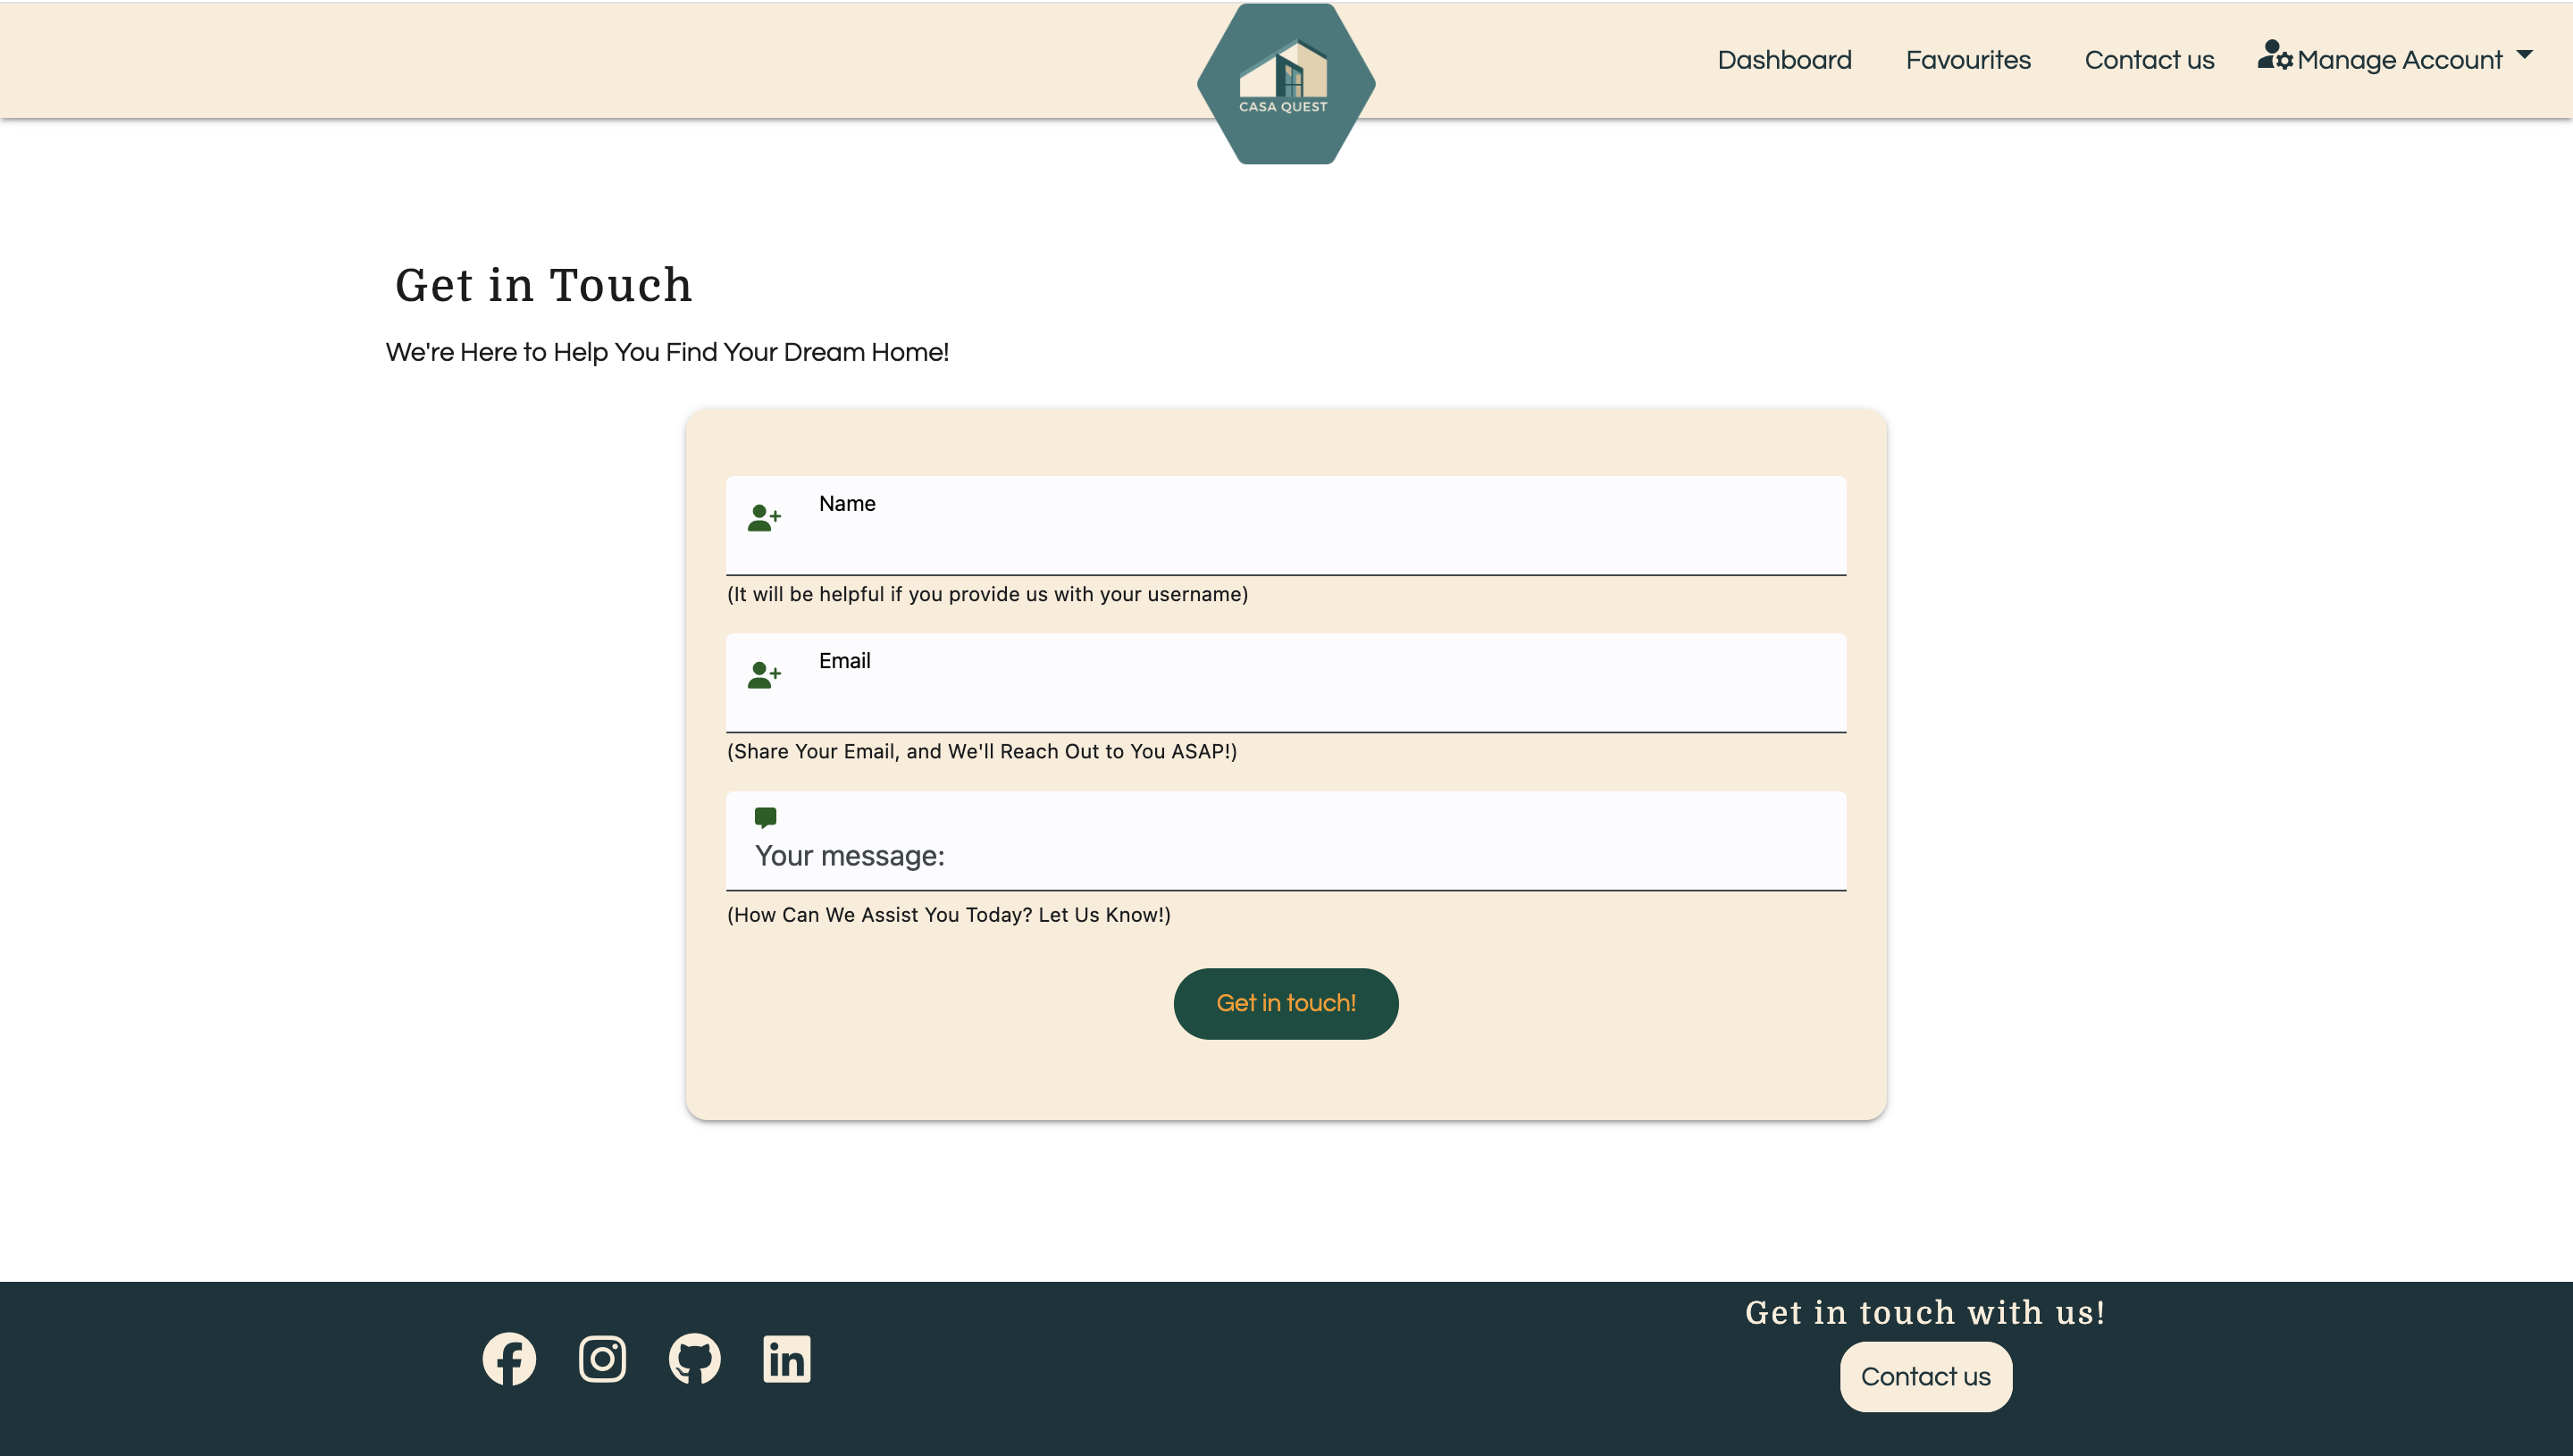 CASA QUEST
Dashboard
Favourites
Contact us
Manage Account
Get in Touch
We're Here to Help You Find Your Dream Home!
Name
(It will be helpful if you provide us with your username)
Email
(Share Your Email, and We'll Reach Out to You ASAP!)
Your message:
(How Can We Assist You Today? Let Us Know!)
Get in touch!
Get in touch with us!
Contact us